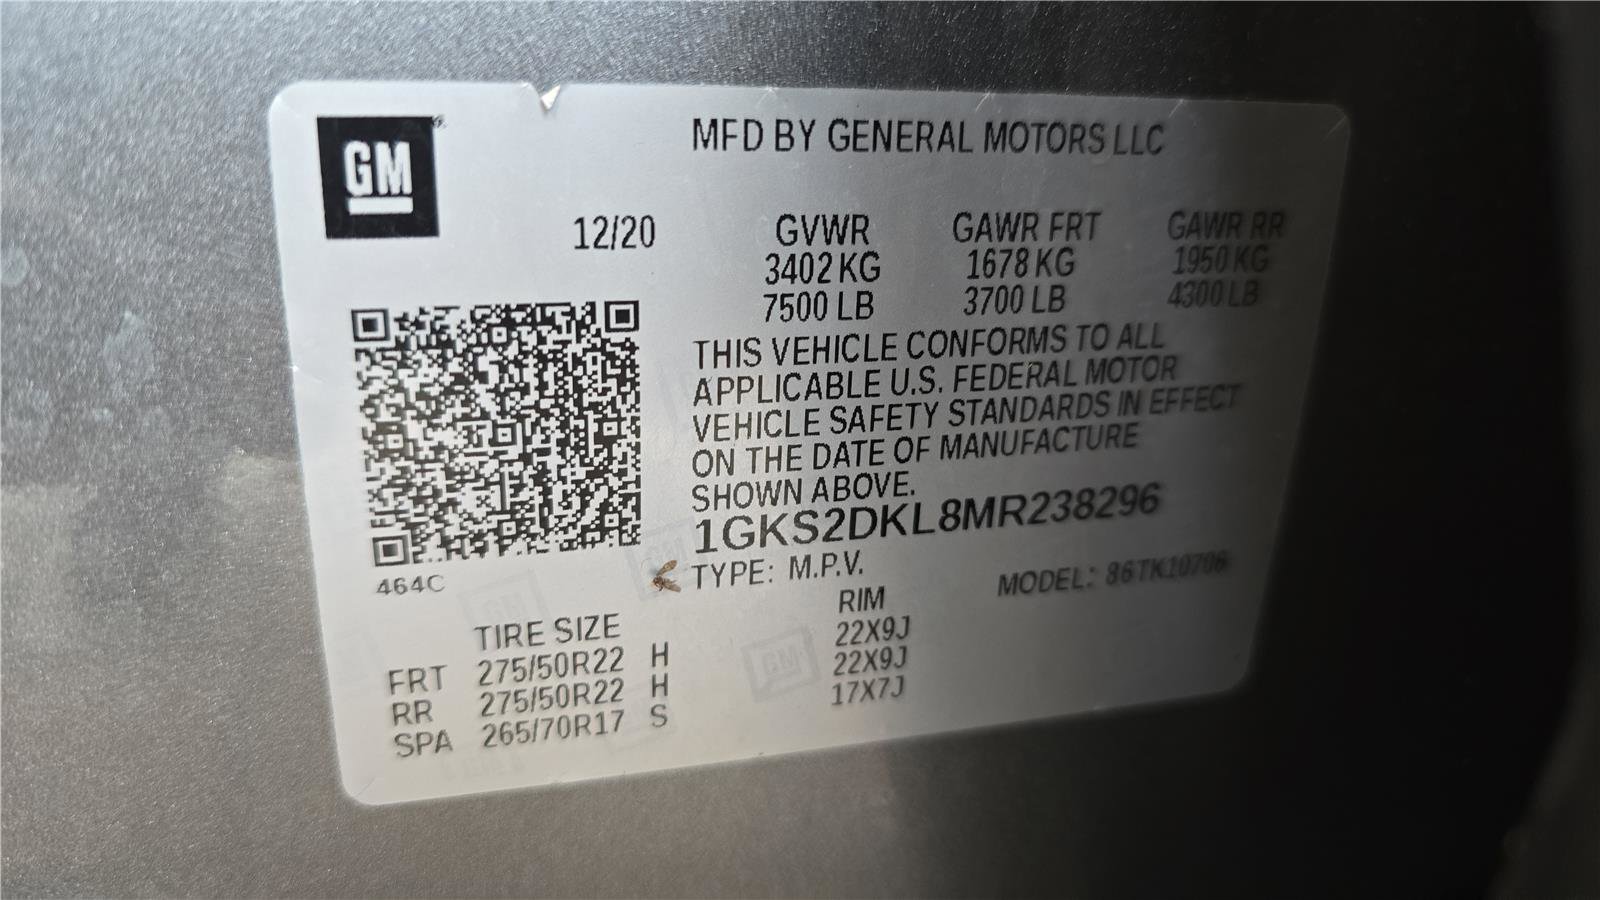 GM
MFD BY GENERAL MOTORS LLC
12/20 GVWR GAWR FRT GAWR RR
3402 KG 1678 KG 1950 KG
7500 LB 3700 LB 4300 LB
THIS VEHICLE CONFORMS TO ALL
APPLICABLE U.S. FEDERAL MOTOR
VEHICLE SAFETY STANDARDS IN EFFECT
ON THE DATE OF MANUFACTURE
SHOWN ABOVE.
1GKS2DKL8MR238296
464C
TYPE: M.P.V. MODEL: 86TK10706
TIRE SIZE RIM
FRT 275/50R22 H 22X9J
RR 275/50R22 H 22X9J
SPA 265/70R17 S 17X7J
GM
GM
GM